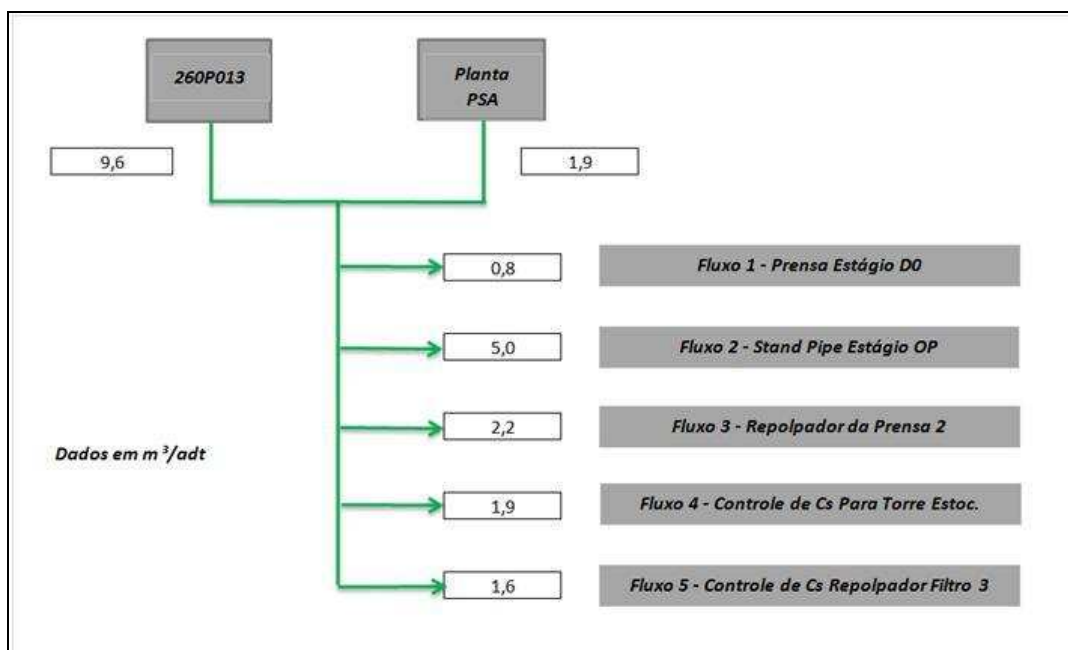 260P013
Planta
PSA
9,6
1,9
0,8
Fluxo 1 - Prensa Estágio D0
5,0
Fluxo 2 - Stand Pipe Estágio OP
2,2
Fluxo 3 - Repolpador da Prensa 2
Dados em m³/adt
1,9
Fluxo 4 - Controle de Cs Para Torre Estoc.
1,6
Fluxo 5 - Controle de Cs Repolpador Filtro 3